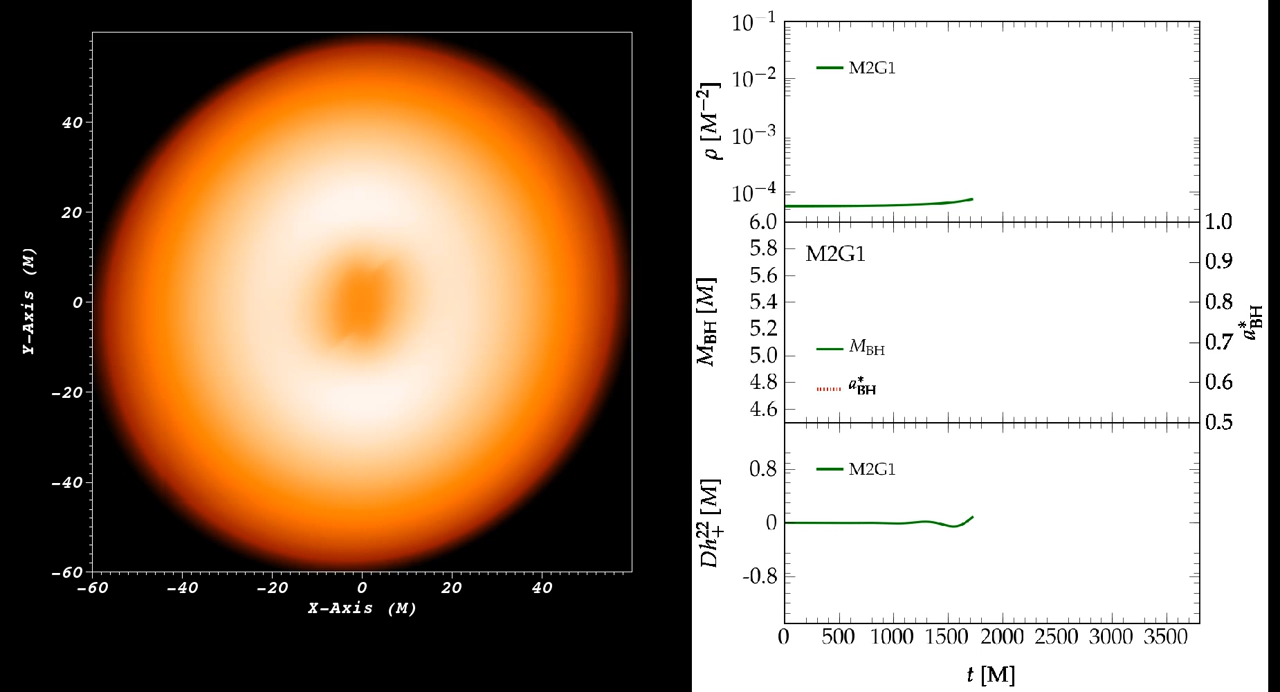 Y-Axis (M)
40
20
0
-20
-40
-60
-60 -40 -20 0 20 40
X-Axis (M)
ρ [M⁻²]
10⁻¹
10⁻²
10⁻³
10⁻⁴
M2G1
M_BH [M]
6.0
5.8
5.6
5.4
5.2
5.0
4.8
4.6
M2G1
M_BH
a*_BH
1.0
0.9
0.8
0.7
0.6
0.5
a*_BH
Dh₊²² [M]
0.8
0
-0.8
M2G1
0 500 1000 1500 2000 2500 3000 3500
t [M]